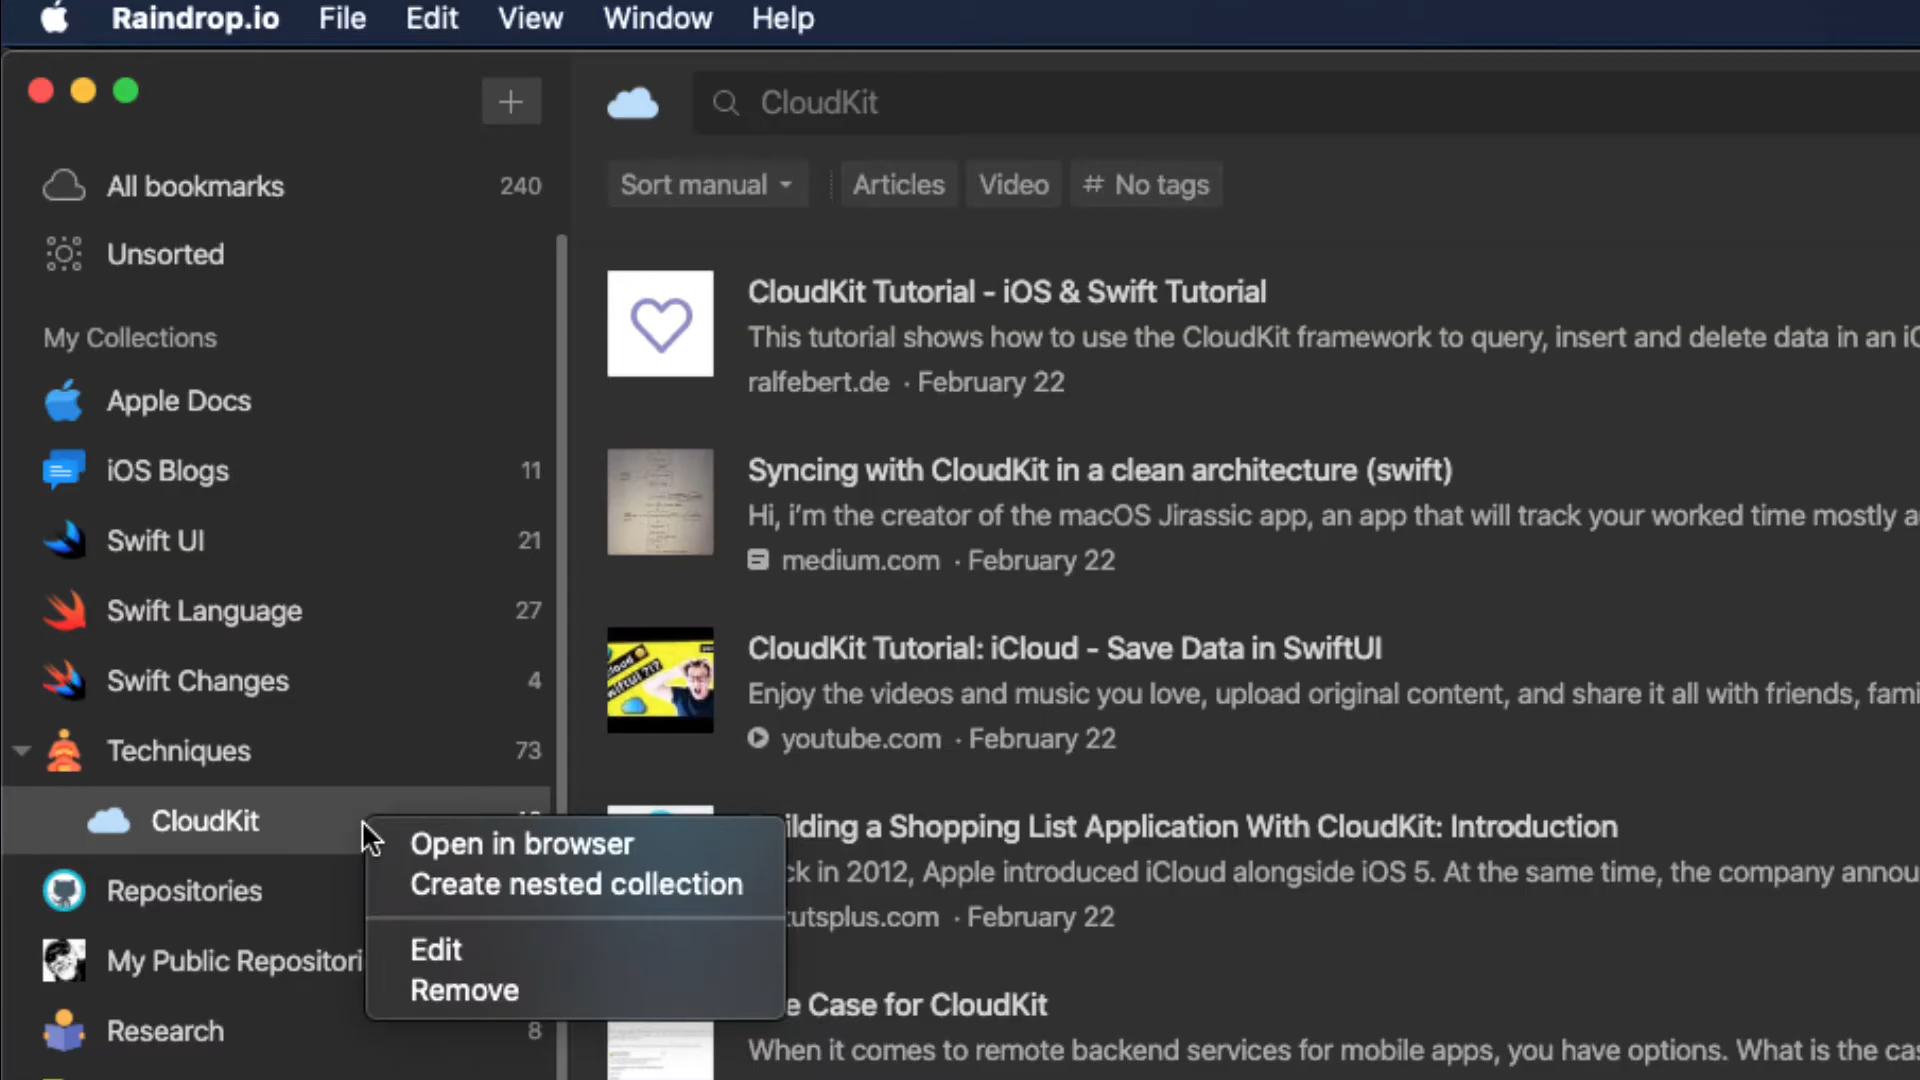 Raindrop.io File Edit View Window Help
CloudKit
All bookmarks 240
Sort manual Articles Video # No tags
Unsorted
My Collections
Apple Docs
iOS Blogs 11
Swift UI 21
Swift Language 27
Swift Changes 4
Techniques 73
CloudKit
Repositories
My Public Repositori
Research 8
CloudKit Tutorial - iOS & Swift Tutorial
This tutorial shows how to use the CloudKit framework to query, insert and delete data in an iC
ralfebert.de · February 22
Syncing with CloudKit in a clean architecture (swift)
Hi, i'm the creator of the macOS Jirassic app, an app that will track your worked time mostly a
medium.com · February 22
CloudKit Tutorial: iCloud - Save Data in SwiftUI
Enjoy the videos and music you love, upload original content, and share it all with friends, fami
youtube.com · February 22
ilding a Shopping List Application With CloudKit: Introduction
ck in 2012, Apple introduced iCloud alongside iOS 5. At the same time, the company annou
tutsplus.com · February 22
e Case for CloudKit
When it comes to remote backend services for mobile apps, you have options. What is the cas
Open in browser
Create nested collection
Edit
Remove